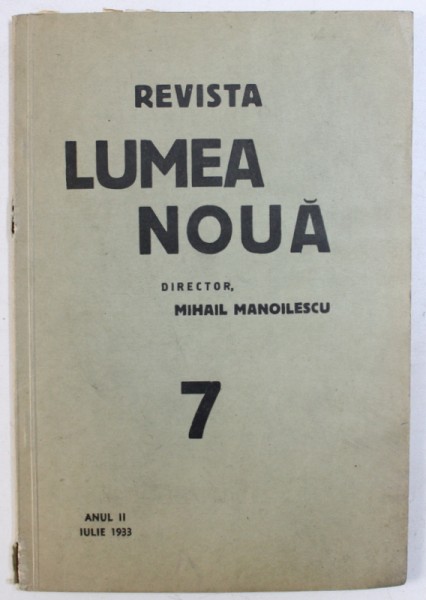 REVISTA
LUMEA
NOUĂ
DIRECTOR,
MIHAIL MANOILESCU
7
ANUL II
IULIE 1933